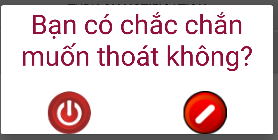 Bạn có chắc chắn
muốn thoát không?